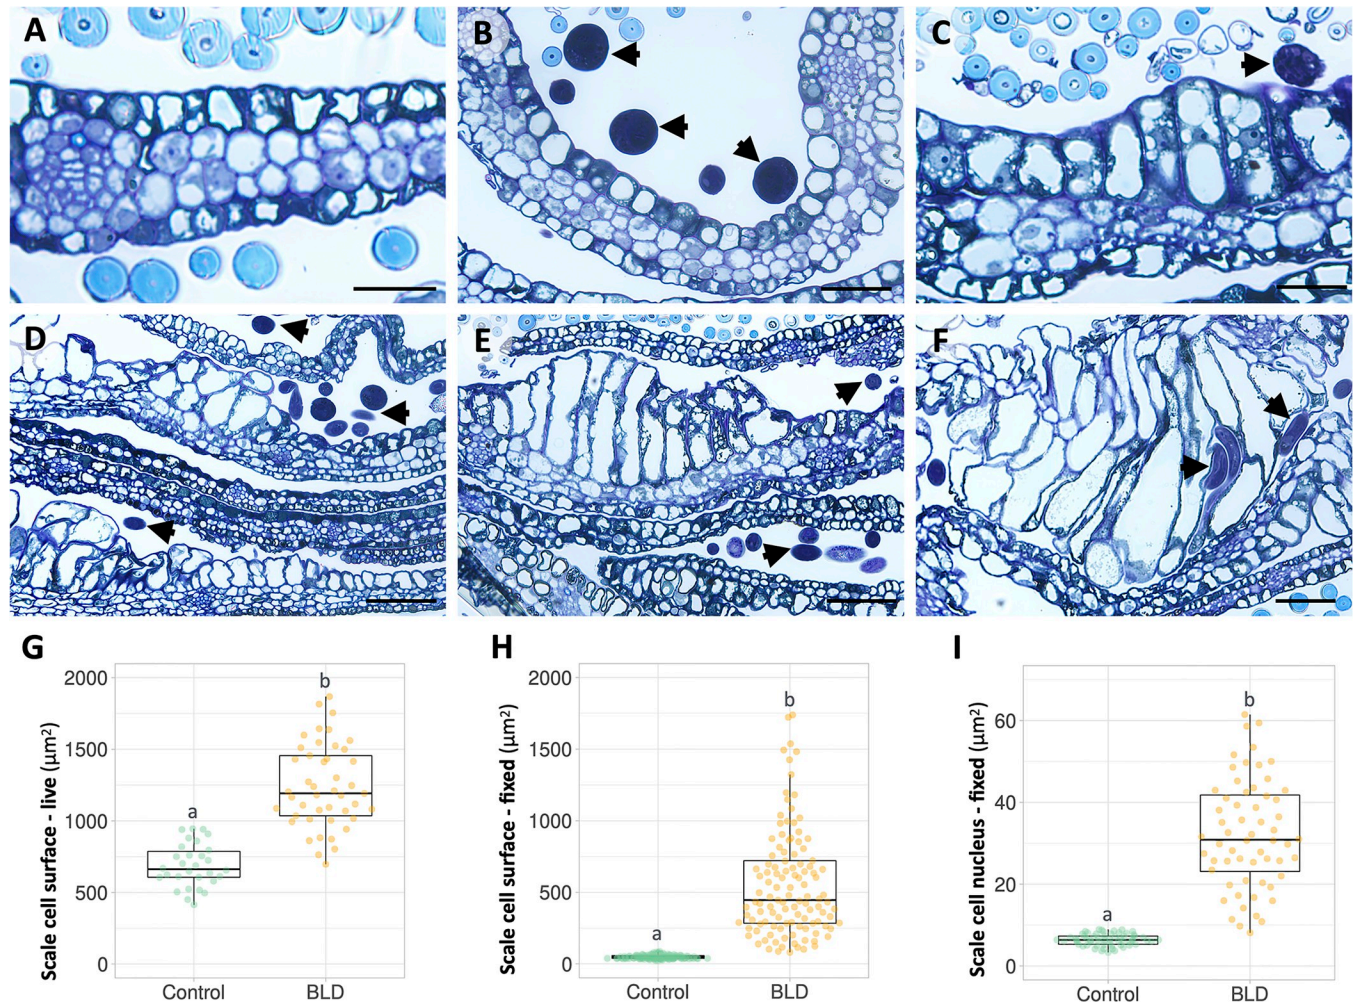 A
B
C
D
E
F
G
H
I
Scale cell surface - live (µm²)
2000
1500
1000
500
0
a
b
Control
BLD
Scale cell surface - fixed (µm²)
2000
1500
1000
500
0
a
b
Control
BLD
Scale cell nucleus - fixed (µm²)
60
40
20
0
a
b
Control
BLD